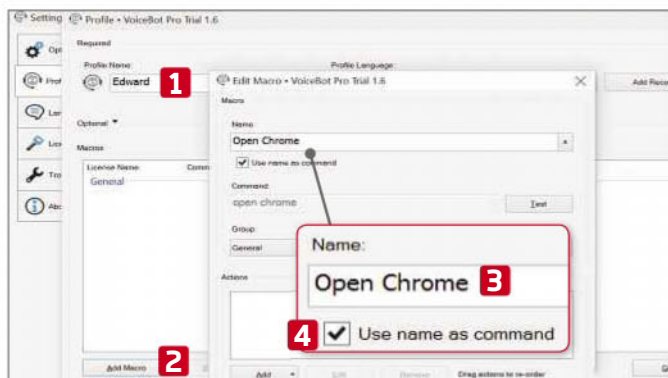 Setting
Profile • VoiceBot Pro Trial 1.6
Required
Profile Name:
Profile Language:
Edward
1
Edit Macro • VoiceBot Pro Trial 1.6
Macro
Name:
Open Chrome
Use name as command
Optional
Macros
License Name
General
Command:
open chrome
Test
Group:
General
Actions
Name:
Open Chrome
3
4
Use name as command
Add Macro
2
Add
Edit
Remove
Drag actions to re-order